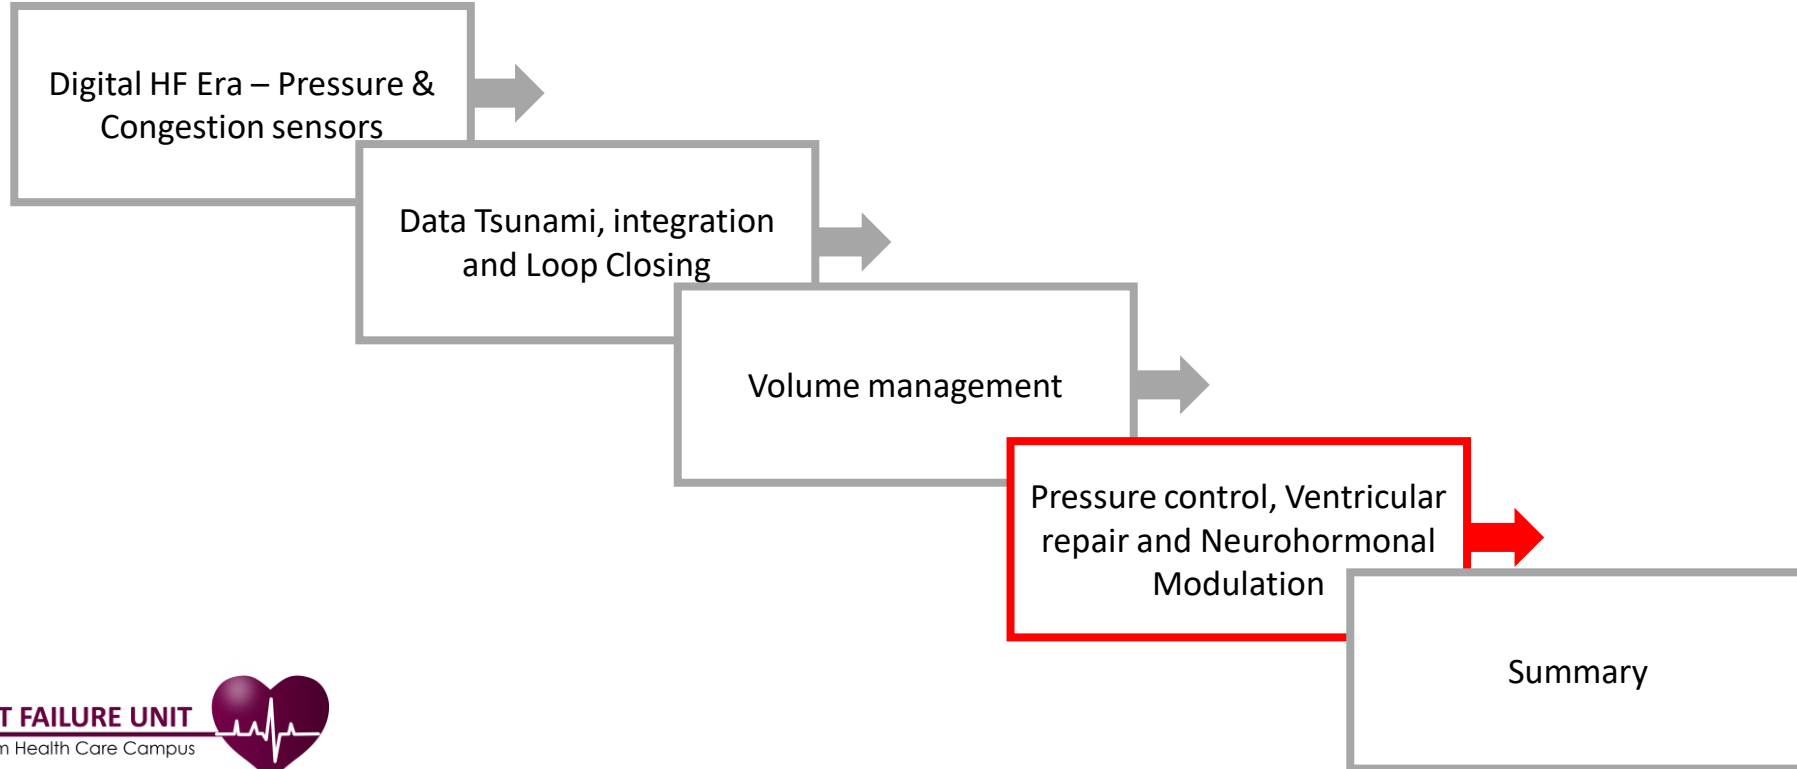 Digital HF Era – Pressure &
Congestion sensors
Data Tsunami, integration
and Loop Closing
Volume management
Pressure control, Ventricular
repair and Neurohormonal
Modulation
Summary
T FAILURE UNIT
m Health Care Campus